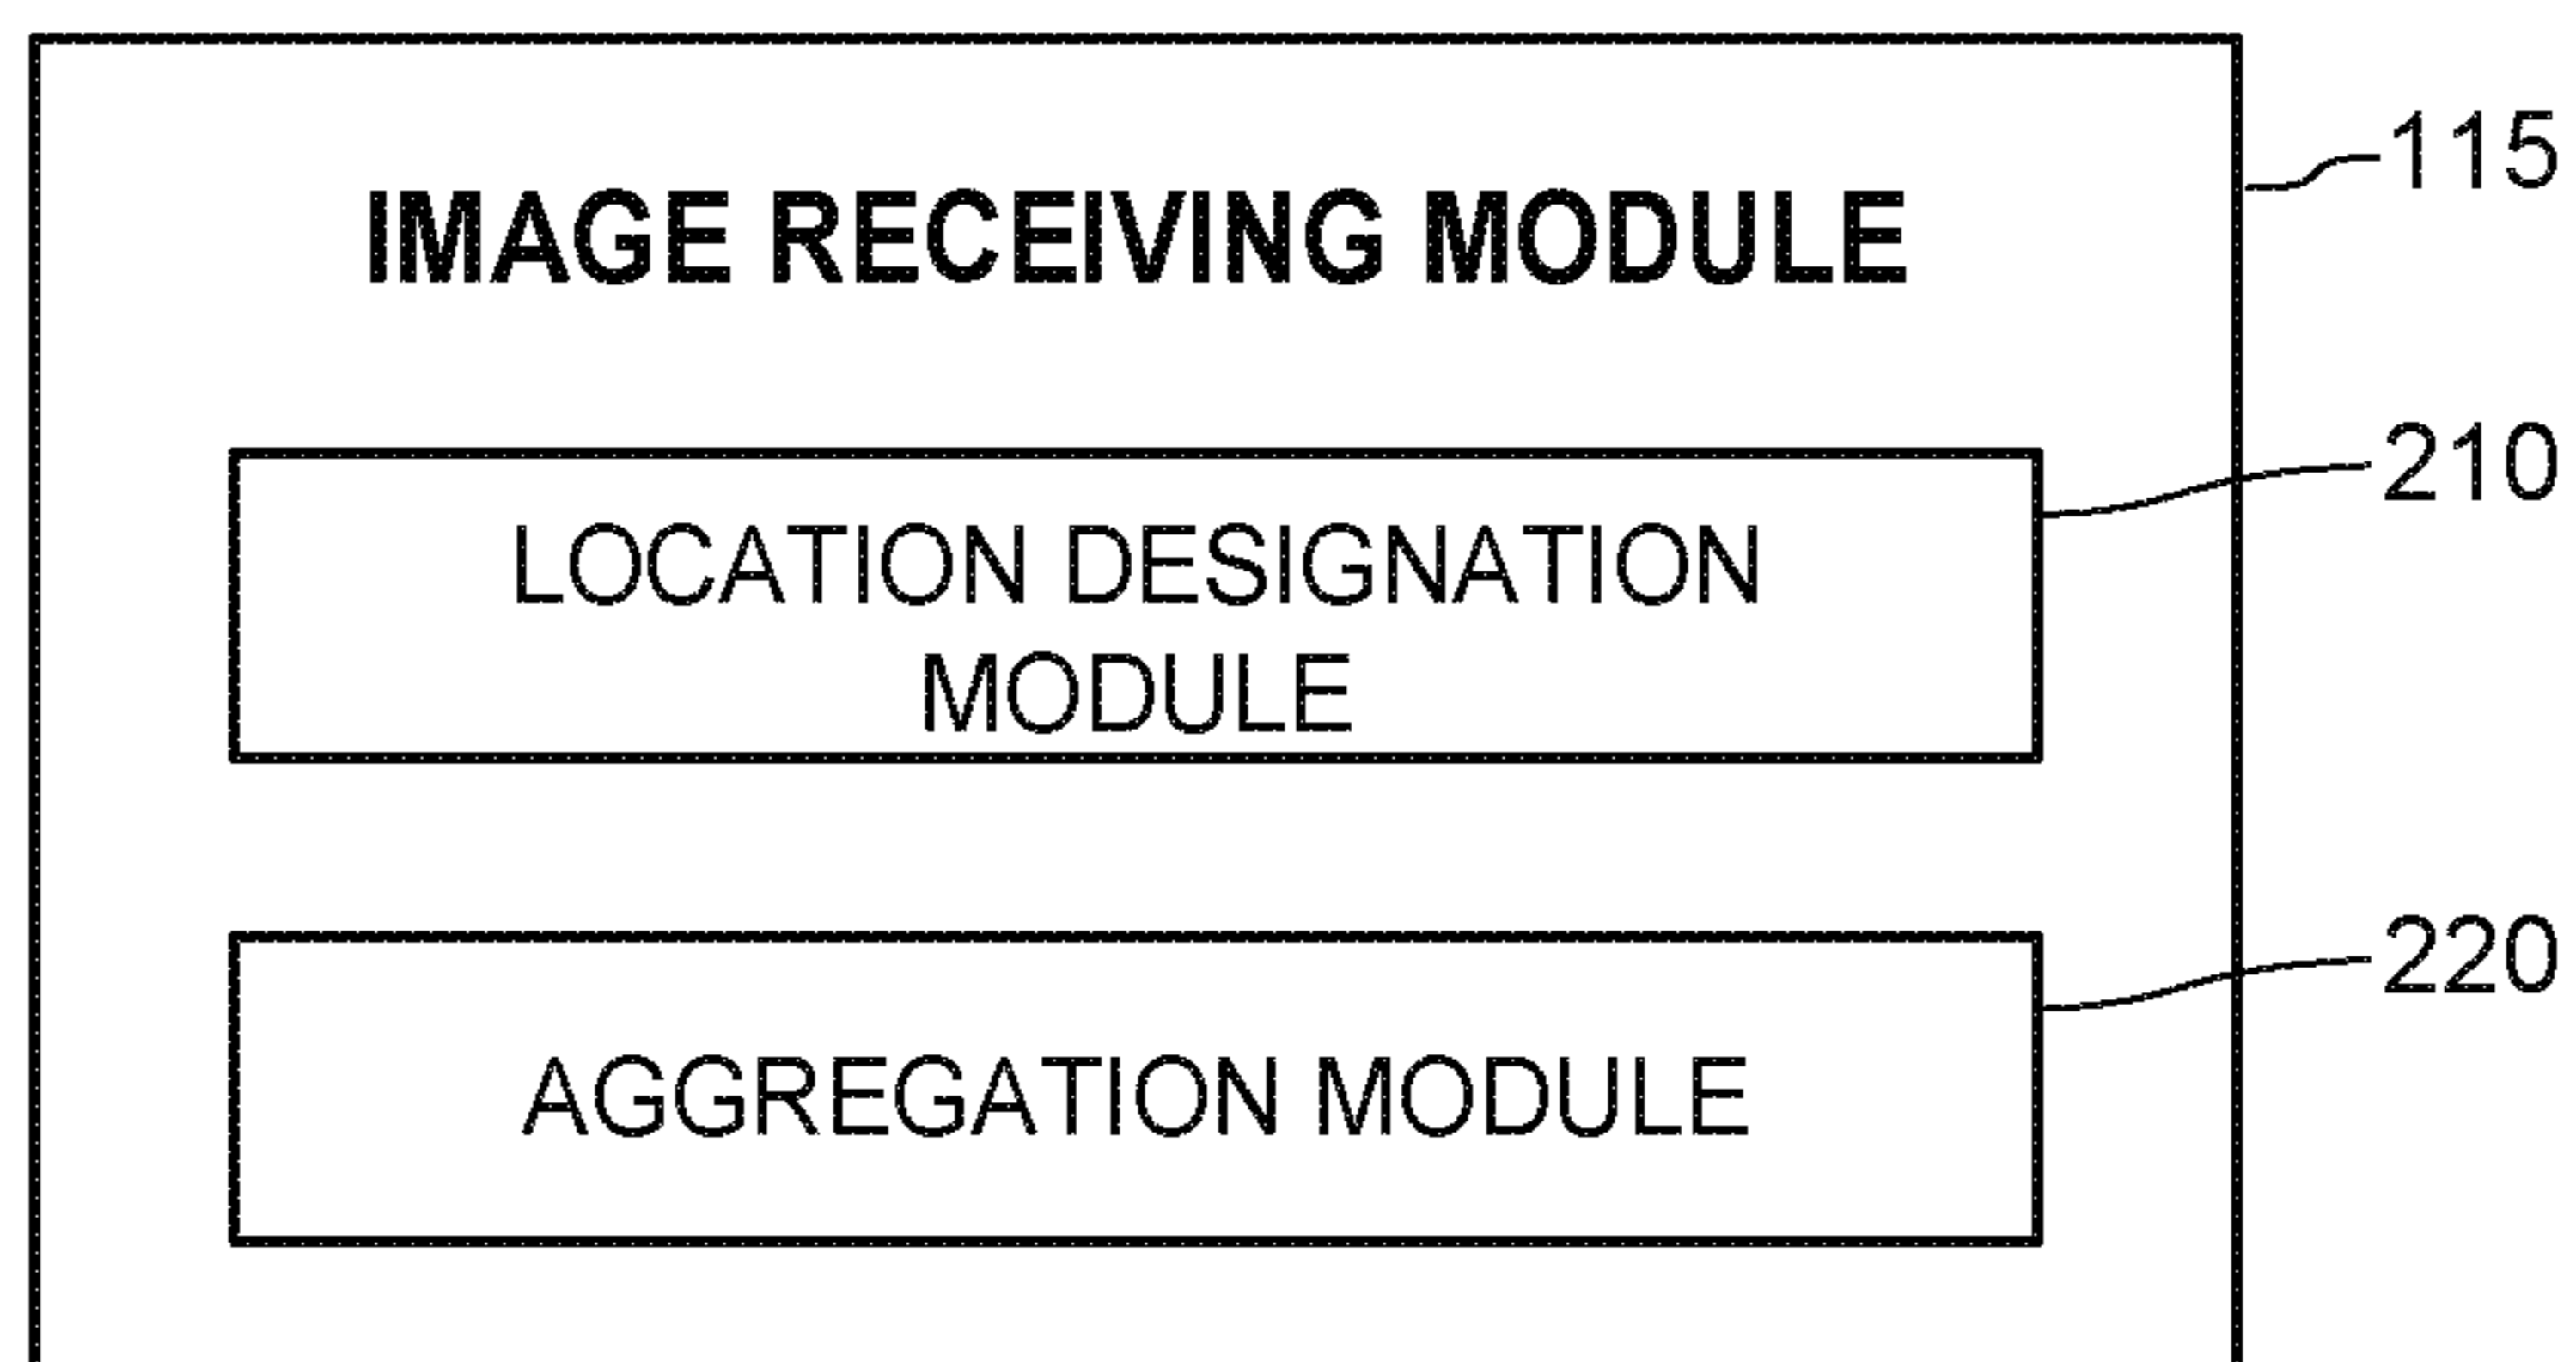 115
IMAGE RECEIVING MODULE
210
LOCATION DESIGNATION
MODULE
220
AGGREGATION MODULE